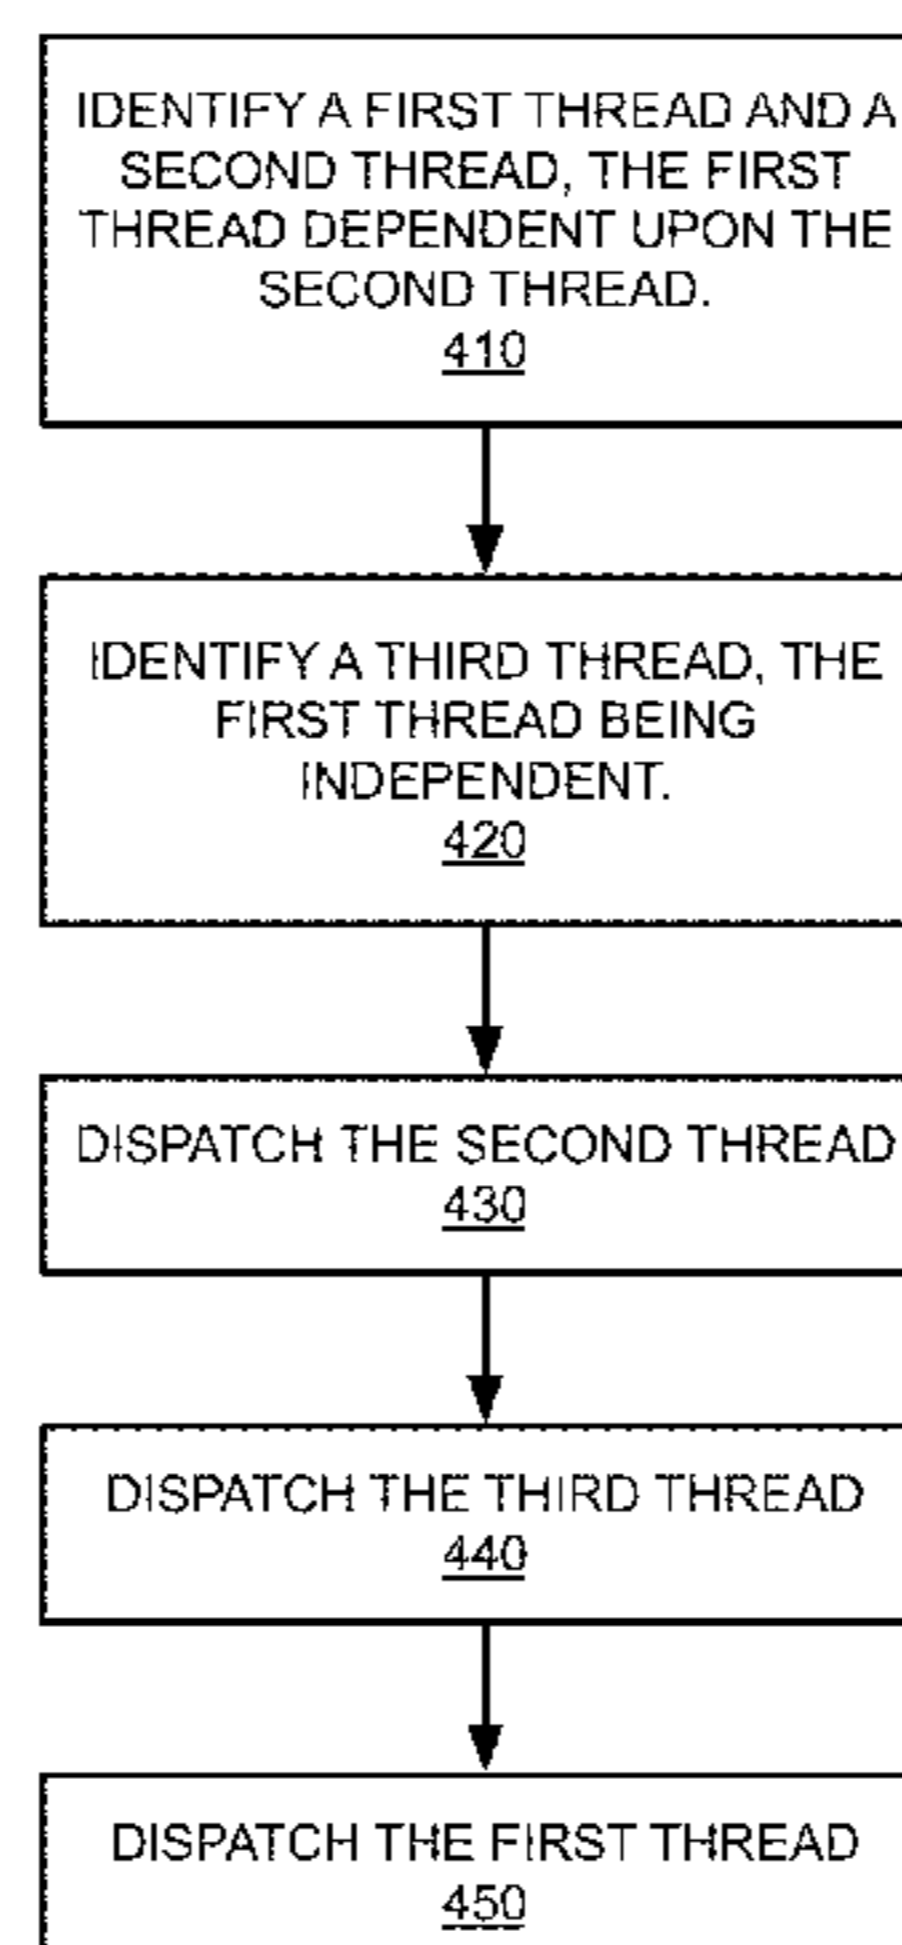 IDENTIFY A FIRST THREAD AND A
SECOND THREAD, THE FIRST
THREAD DEPENDENT UPON THE
SECOND THREAD.
410
IDENTIFY A THIRD THREAD, THE
FIRST THREAD BEING
INDEPENDENT.
420
DISPATCH THE SECOND THREAD
430
DISPATCH THE THIRD THREAD
440
DISPATCH THE FIRST THREAD
450